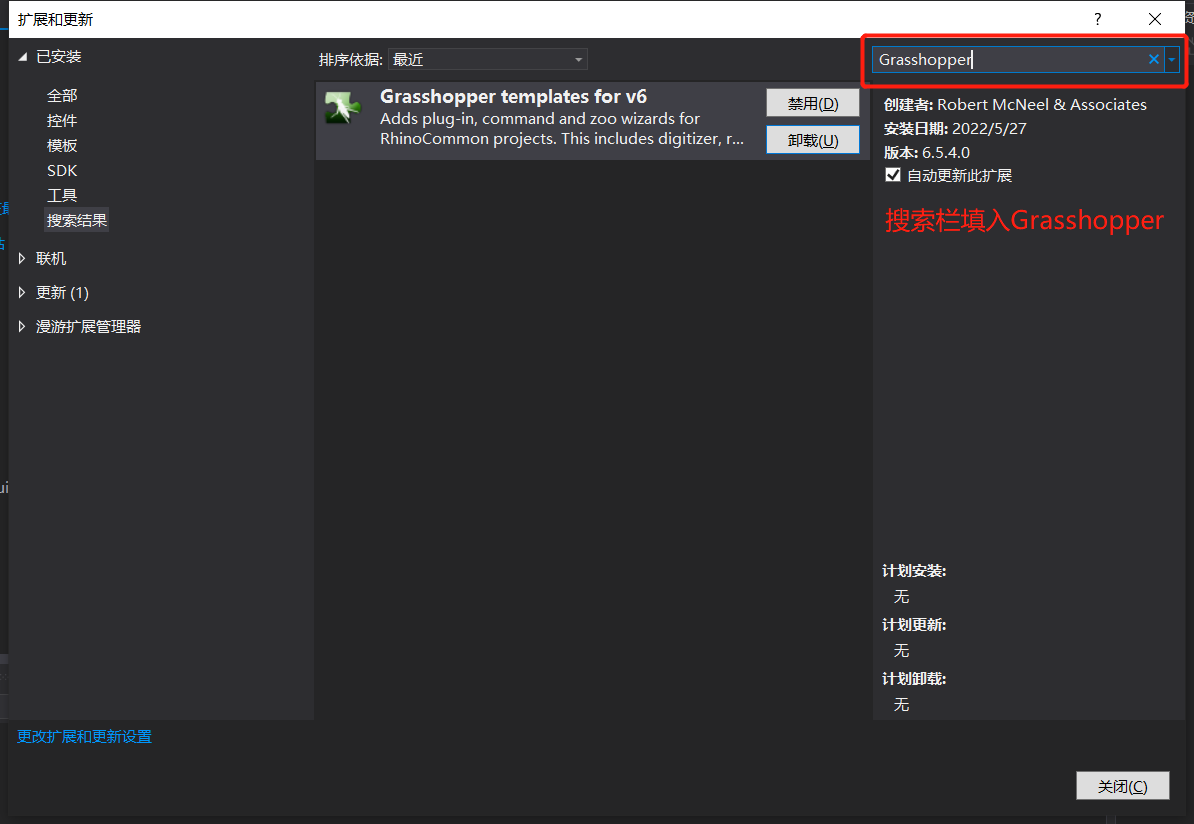 扩展和更新
?
已安装
全部
控件
模板
SDK
工具
搜索结果
联机
更新 (1)
漫游扩展管理器
排序依据: 最近
Grasshopper templates for v6
Adds plug-in, command and zoo wizards for
RhinoCommon projects. This includes digitizer, r...
禁用(D)
卸载(U)
Grasshopper
创建者: Robert McNeel & Associates
安装日期: 2022/5/27
版本: 6.5.4.0
自动更新此扩展
搜索栏填入Grasshopper
计划安装:
无
计划更新:
无
计划卸载:
无
更改扩展和更新设置
关闭(C)
ui